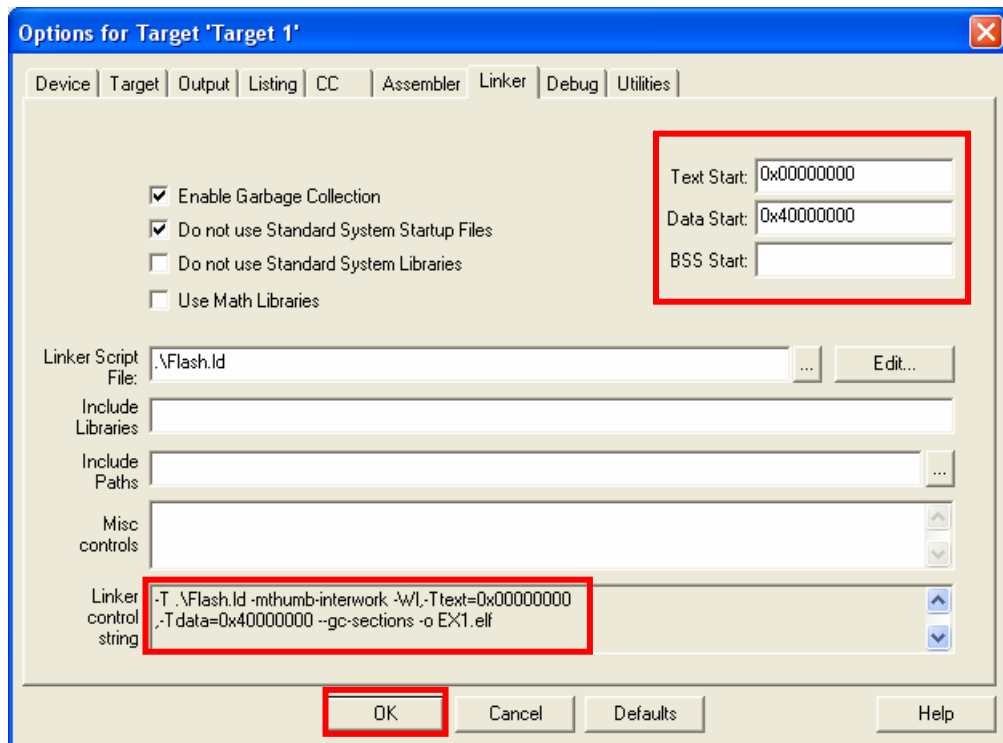 Options for Target 'Target 1'
Device Target Output Listing CC Assembler Linker Debug Utilities
Text Start: 0x00000000
Enable Garbage Collection
Data Start: 0x40000000
Do not use Standard System Startup Files
BSS Start:
Do not use Standard System Libraries
Use Math Libraries
Linker Script
File:
.\Flash.ld
...
Edit...
Include
Libraries
Include
Paths
...
Misc
controls
Linker
control
string
-T .\Flash.ld -mthumb-interwork -Wl,-Ttext=0x00000000
,-Tdata=0x40000000 --gc-sections -o EX1.elf
OK Cancel Defaults Help